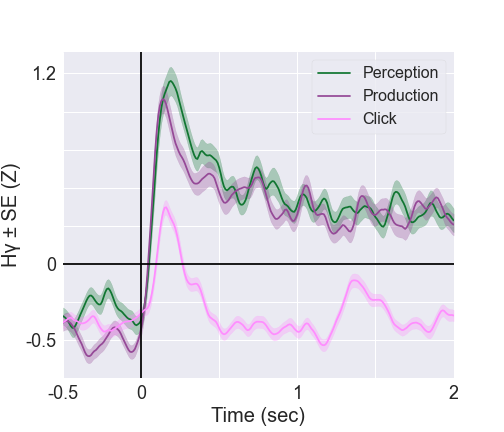 Perception
Production
Click
1.2
0
-0.5
Hγ ± SE (Z)
-0.5 0 1 2
Time (sec)